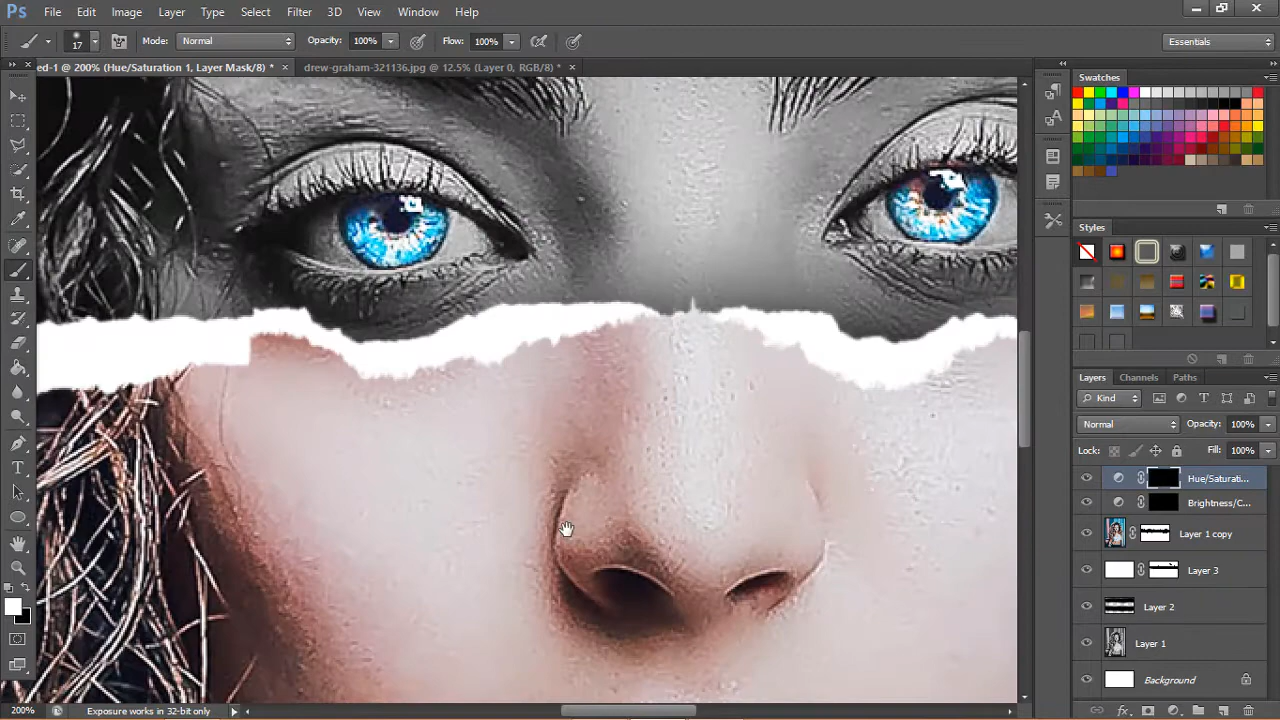 Ps File Edit Image Layer Type Select Filter 3D View Window Help
17 Mode: Normal Opacity: 100% Flow: 100% Essentials
ed-1 @ 200% (Hue/Saturation 1, Layer Mask/8) * × drew-graham-321136.jpg @ 12.5% (Layer 0, RGB/8) * ×
Swatches
Styles
Layers Channels Paths
Kind
Normal Opacity: 100%
Lock: Fill: 100%
Hue/Saturati...
Brightness/C...
Layer 1 copy
Layer 3
Layer 2
Layer 1
Background
200% Exposure works in 32-bit only